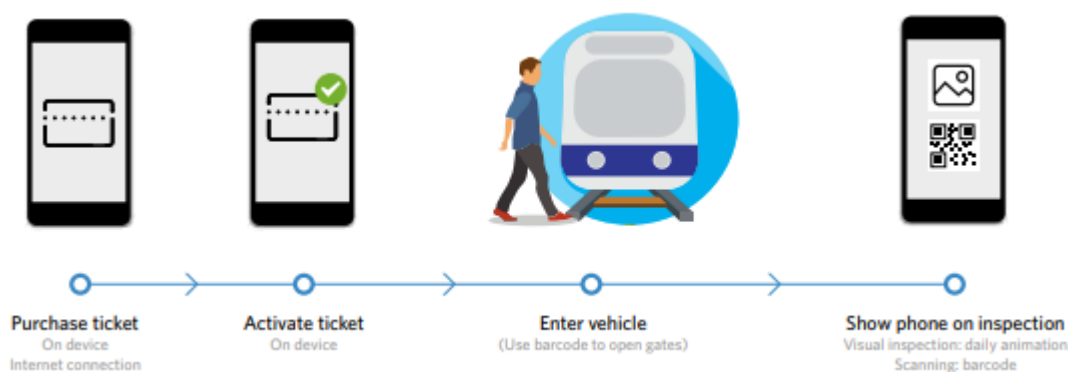 Purchase ticket
On device
Internet connection
Activate ticket
On device
Enter vehicle
(Use barcode to open gates)
Show phone on inspection
Visual inspection: daily animation
Scanning: barcode